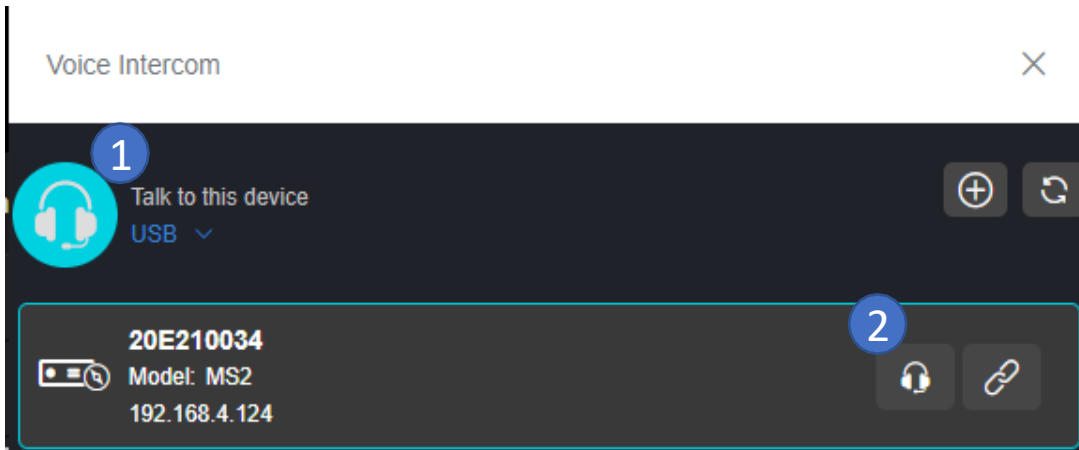 Voice Intercom
1
Talk to this device
USB
2
20E210034
Model: MS2
192.168.4.124